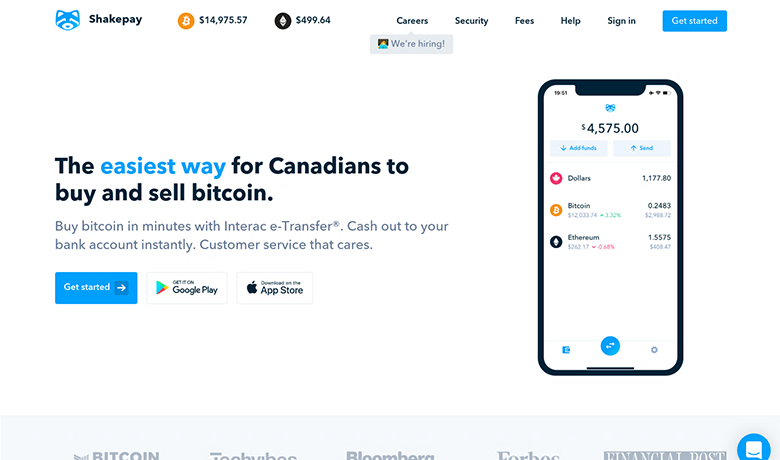 Shakepay
$14,975.57
$499.64
Careers
Security
Fees
Help
Sign in
Get started
We're hiring!
The easiest way for Canadians to
buy and sell bitcoin.
Buy bitcoin in minutes with Interac e-Transfer®. Cash out to your
bank account instantly. Customer service that cares.
Get started
GET IT ON
Google Play
Download on the
App Store
19:51
$4,575.00
Add funds
Send
Dollars
1,177.80
Bitcoin
0.2483
$12,033.74 3.32%
$2,988.72
Ethereum
1.5575
$262.17 -0.68%
$408.47
BITCOIN
Techvibes
Bloomberg
Forbes
FINANCIAL POST